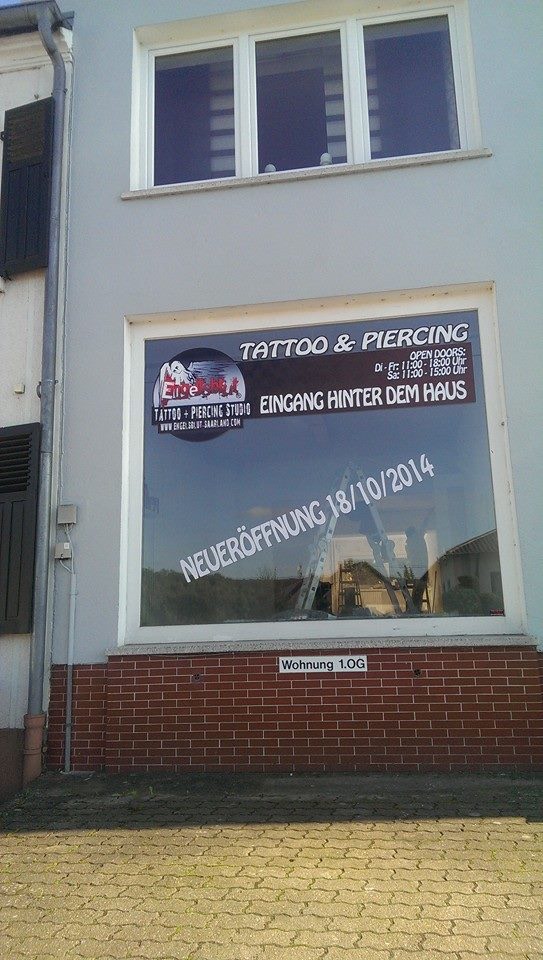 TATTOO & PIERCING
OPEN DOORS:
Di - Fr: 11:00 - 18:00 Uhr
Sa: 11:00 - 15:00 Uhr
EINGANG HINTER DEM HAUS
Engelsblut
TATTOO + PIERCING STUDIO
WWW.ENGELSBLUT-SAARLAND.COM
NEUERÖFFNUNG 18/10/2014
Wohnung 1.OG